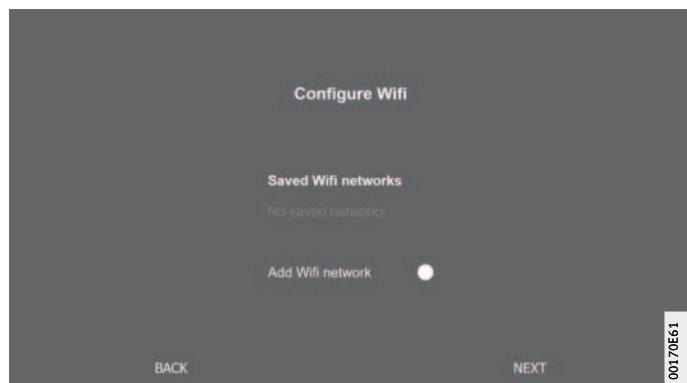 Configure Wifi
Saved Wifi networks
No saved networks
Add Wifi network
BACK
NEXT
00170E61